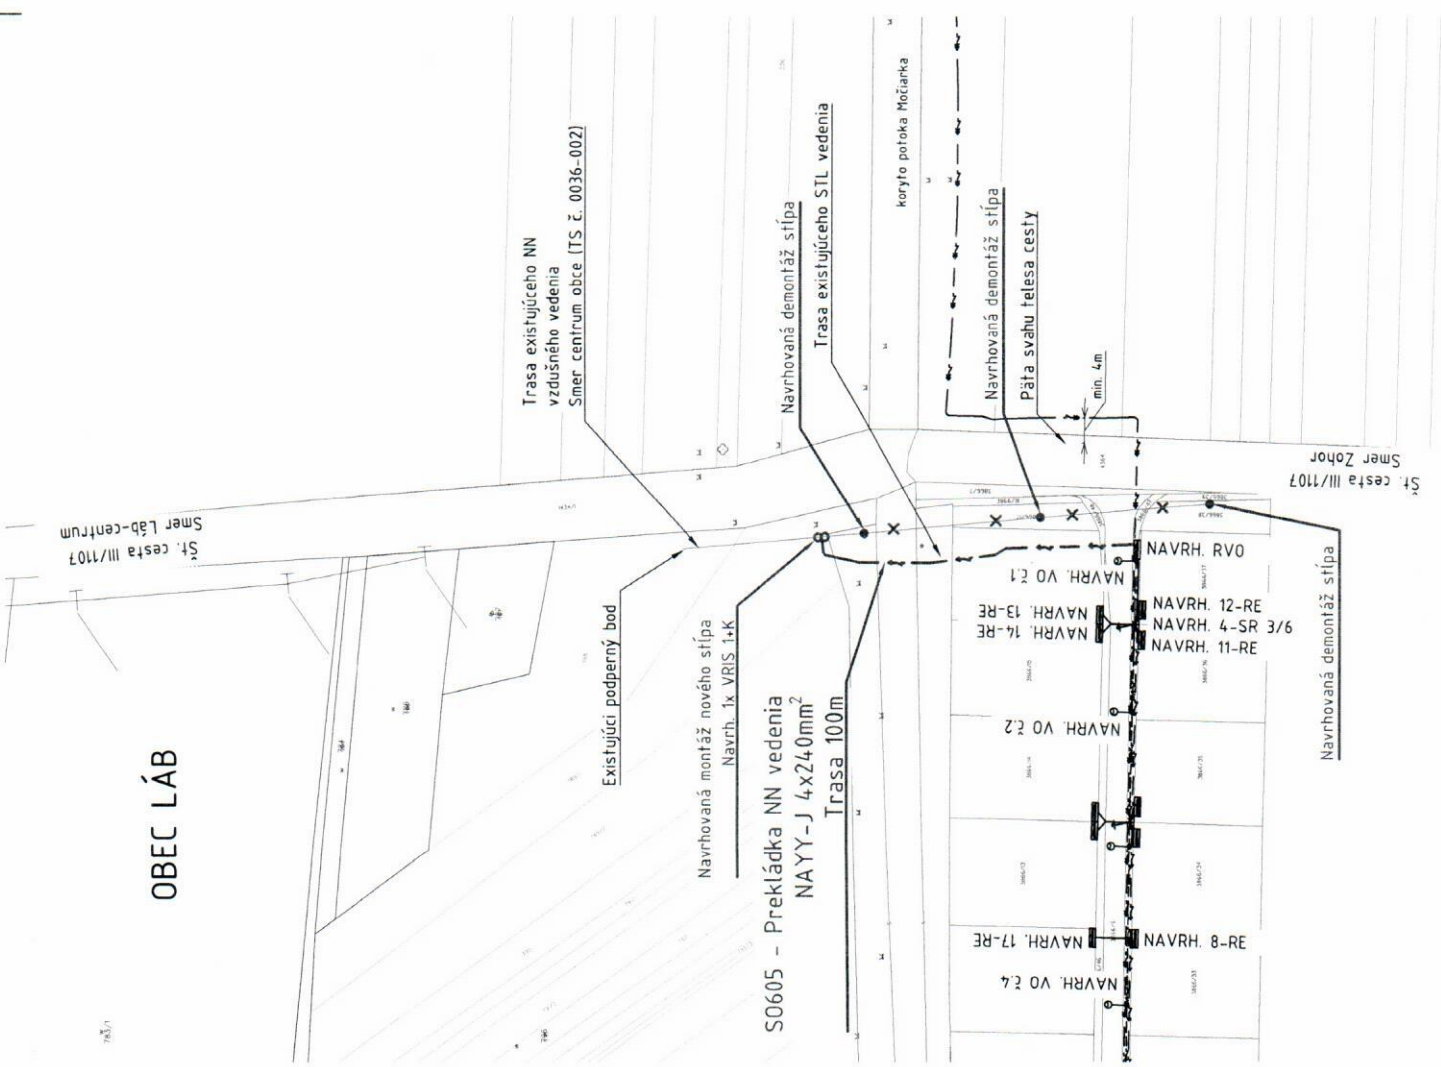 OBEC LÁB
Št. cesta III/1107
Smer Láb-centrum
Trasa existujúceho NN
vzdušného vedenia
Smer centrum obce (TS č. 0036-002)
Existujúci podperný bod
Navrhovaná montáž nového stĺpa
Navrh. 1x VRIS 1+K
S0605 - Prekládka NN vedenia
NAYY-J 4x240mm²
Trasa 100m
Navrhovaná demontáž stĺpa
Trasa existujúceho STL vedenia
koryto potoka Močiarka
Navrhovaná demontáž stĺpa
Päta svahu telesa cesty
min. 4m
Št. cesta III/1107
Smer Zohor
Navrhovaná demontáž stĺpa
NAVRH. RVO
NAVRH. VO č.1
NAVRH. 13-RE
NAVRH. 14-RE
NAVRH. 12-RE
NAVRH. 4-SR 3/6
NAVRH. 11-RE
NAVRH. VO č.2
NAVRH. 17-RE
NAVRH. 8-RE
NAVRH. VO č.4
783/1